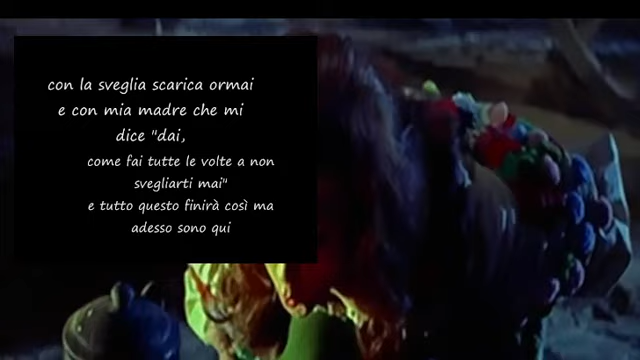 con la sveglia scarica ormai
e con mia madre che mi
dice "dai,
come fai tutte le volte a non
svegliarti mai"
e tutto questo finirà così ma
adesso sono qui